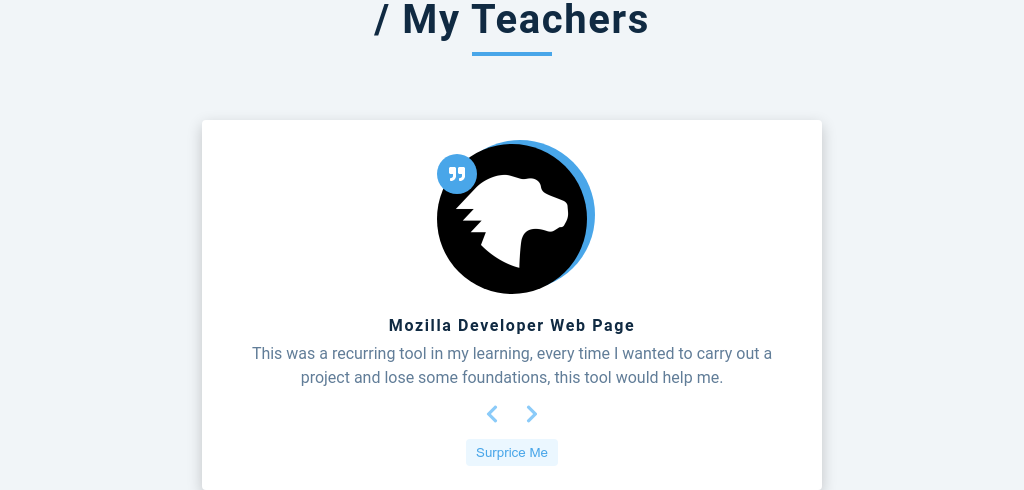 / My Teachers
Mozilla Developer Web Page
This was a recurring tool in my learning, every time I wanted to carry out a
project and lose some foundations, this tool would help me.
Surprice Me